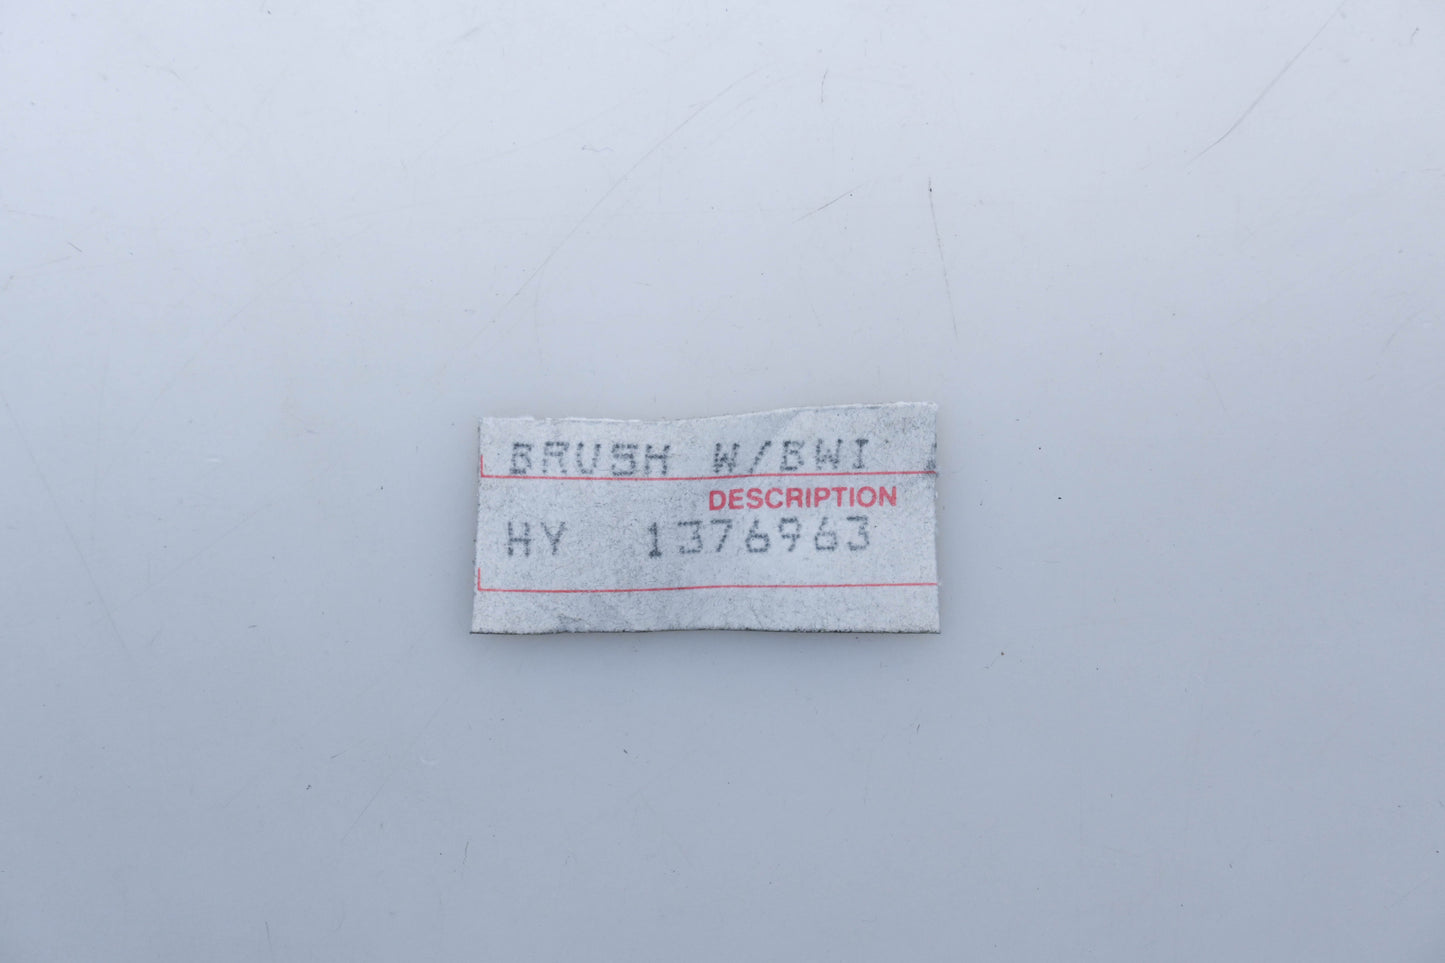 BRUSH W/BWI
DESCRIPTION
HY 1376963